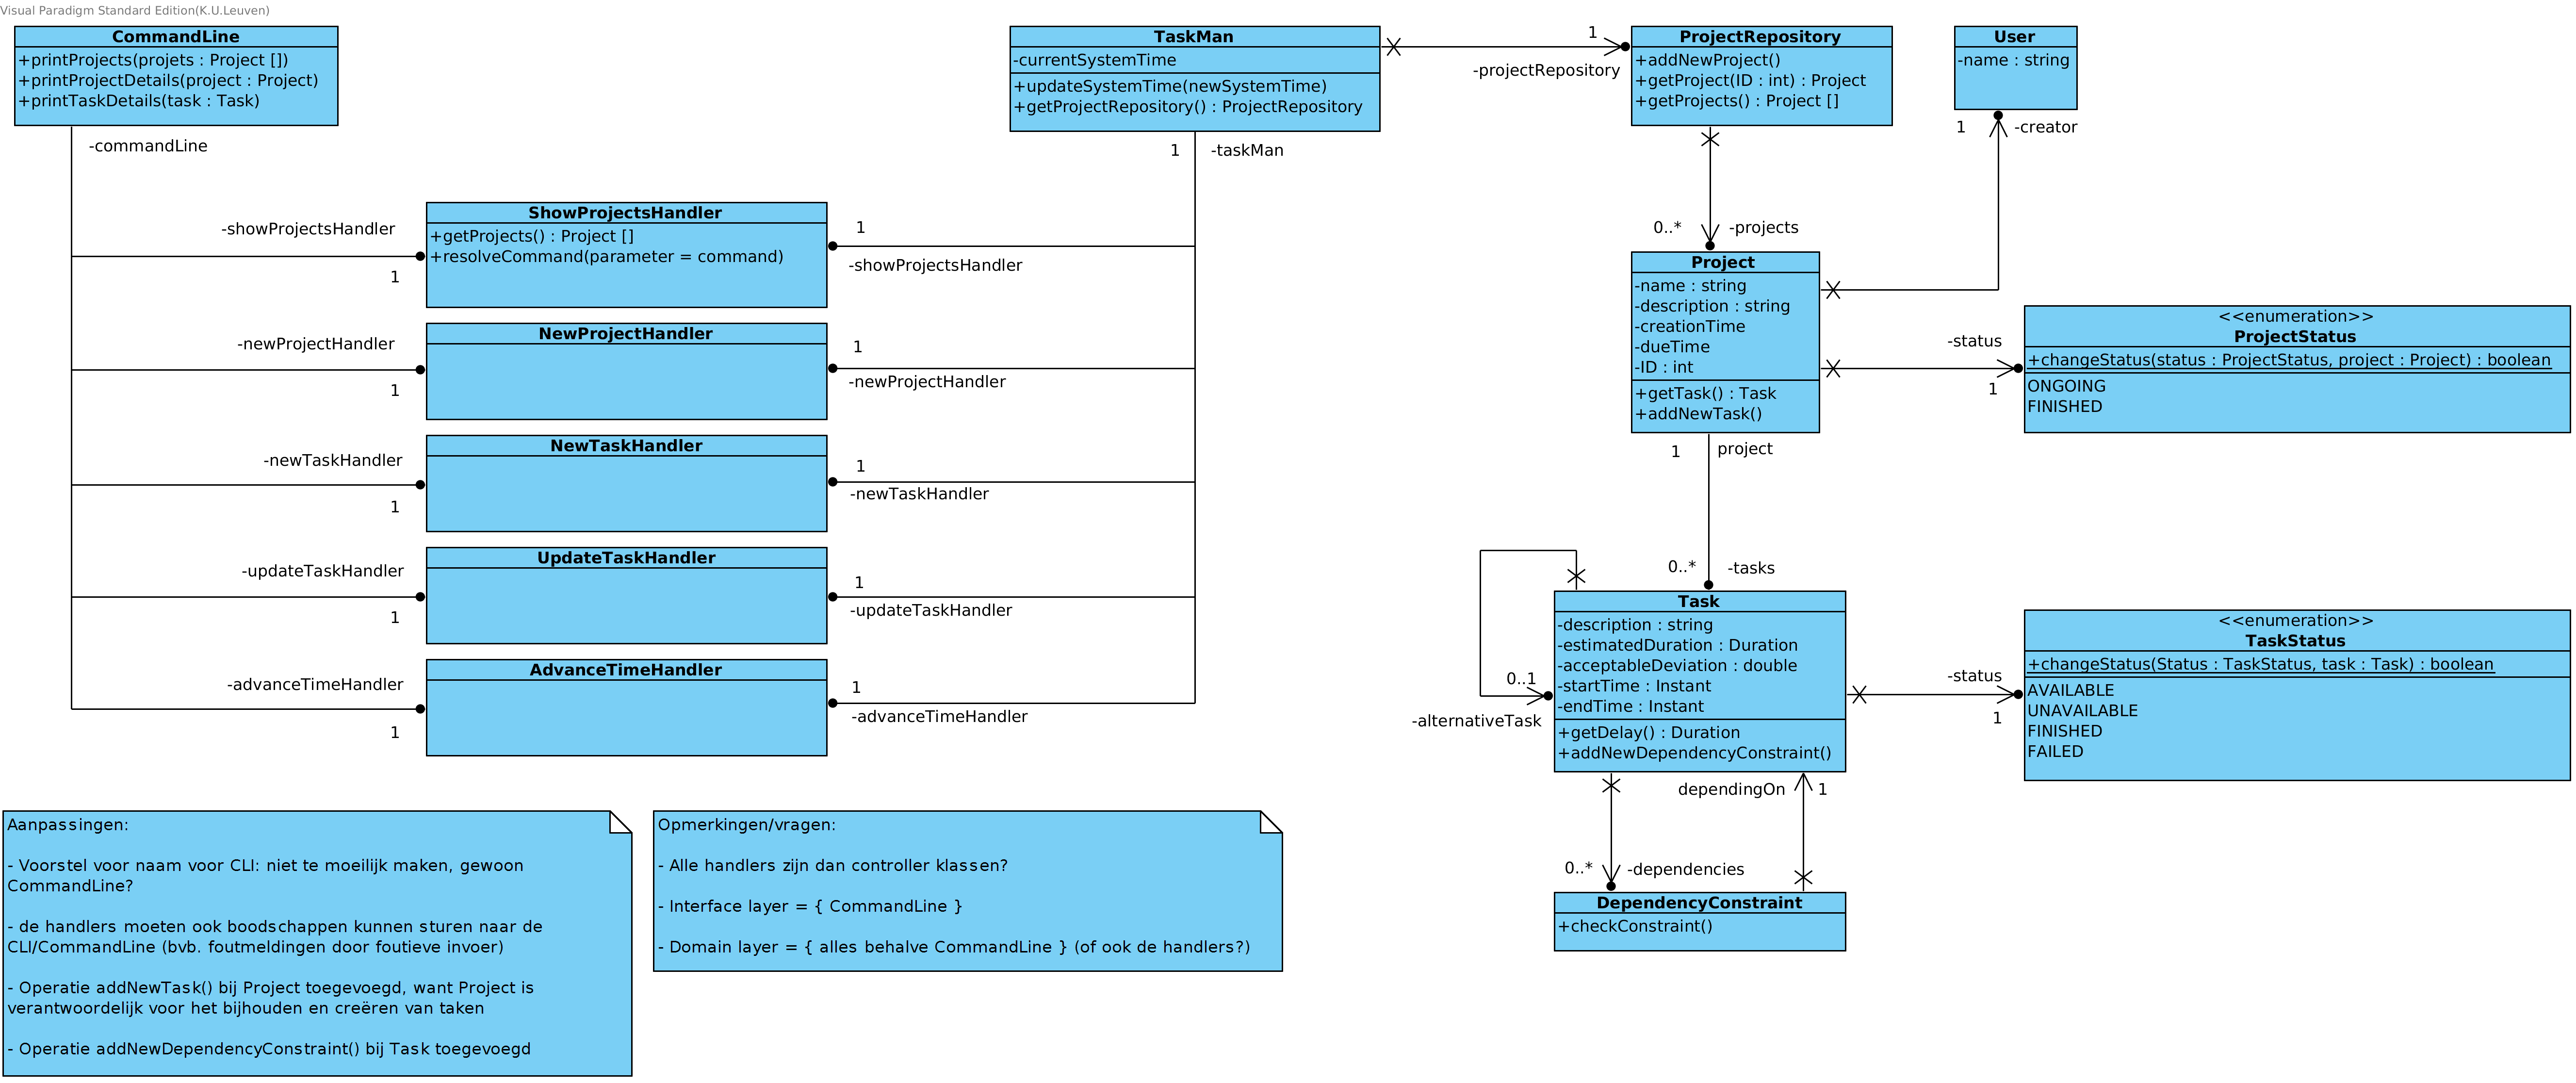 Visual Paradigm Standard Edition(K.U.Leuven)
CommandLine
+printProjects(projets : Project [])
+printProjectDetails(project : Project)
+printTaskDetails(task : Task)
-commandLine
-showProjectsHandler
1
-newProjectHandler
1
-newTaskHandler
1
-updateTaskHandler
1
-advanceTimeHandler
1
ShowProjectsHandler
+getProjects() : Project []
+resolveCommand(parameter = command)
NewProjectHandler
NewTaskHandler
UpdateTaskHandler
AdvanceTimeHandler
1
-showProjectsHandler
1
-newProjectHandler
1
-newTaskHandler
1
-updateTaskHandler
1
-advanceTimeHandler
TaskMan
-currentSystemTime
+updateSystemTime(newSystemTime)
+getProjectRepository() : ProjectRepository
1
-taskMan
1
-projectRepository
ProjectRepository
+addNewProject()
+getProject(ID : int) : Project
+getProjects() : Project []
User
-name : string
1
-creator
0..*
-projects
Project
-name : string
-description : string
-creationTime
-dueTime
-ID : int
+getTask() : Task
+addNewTask()
-status
1
<<enumeration>>
ProjectStatus
+changeStatus(status : ProjectStatus, project : Project) : boolean
ONGOING
FINISHED
1
project
0..*
-tasks
0..1
-alternativeTask
Task
-description : string
-estimatedDuration : Duration
-acceptableDeviation : double
-startTime : Instant
-endTime : Instant
+getDelay() : Duration
+addNewDependencyConstraint()
-status
1
<<enumeration>>
TaskStatus
+changeStatus(Status : TaskStatus, task : Task) : boolean
AVAILABLE
UNAVAILABLE
FINISHED
FAILED
dependingOn
1
0..*
-dependencies
DependencyConstraint
+checkConstraint()
Aanpassingen:
- Voorstel voor naam voor CLI: niet te moeilijk maken, gewoon
CommandLine?
- de handlers moeten ook boodschappen kunnen sturen naar de
CLI/CommandLine (bvb. foutmeldingen door foutieve invoer)
- Operatie addNewTask() bij Project toegevoegd, want Project is
verantwoordelijk voor het bijhouden en creëren van taken
- Operatie addNewDependencyConstraint() bij Task toegevoegd
Opmerkingen/vragen:
- Alle handlers zijn dan controller klassen?
- Interface layer = { CommandLine }
- Domain layer = { alles behalve CommandLine } (of ook de handlers?)